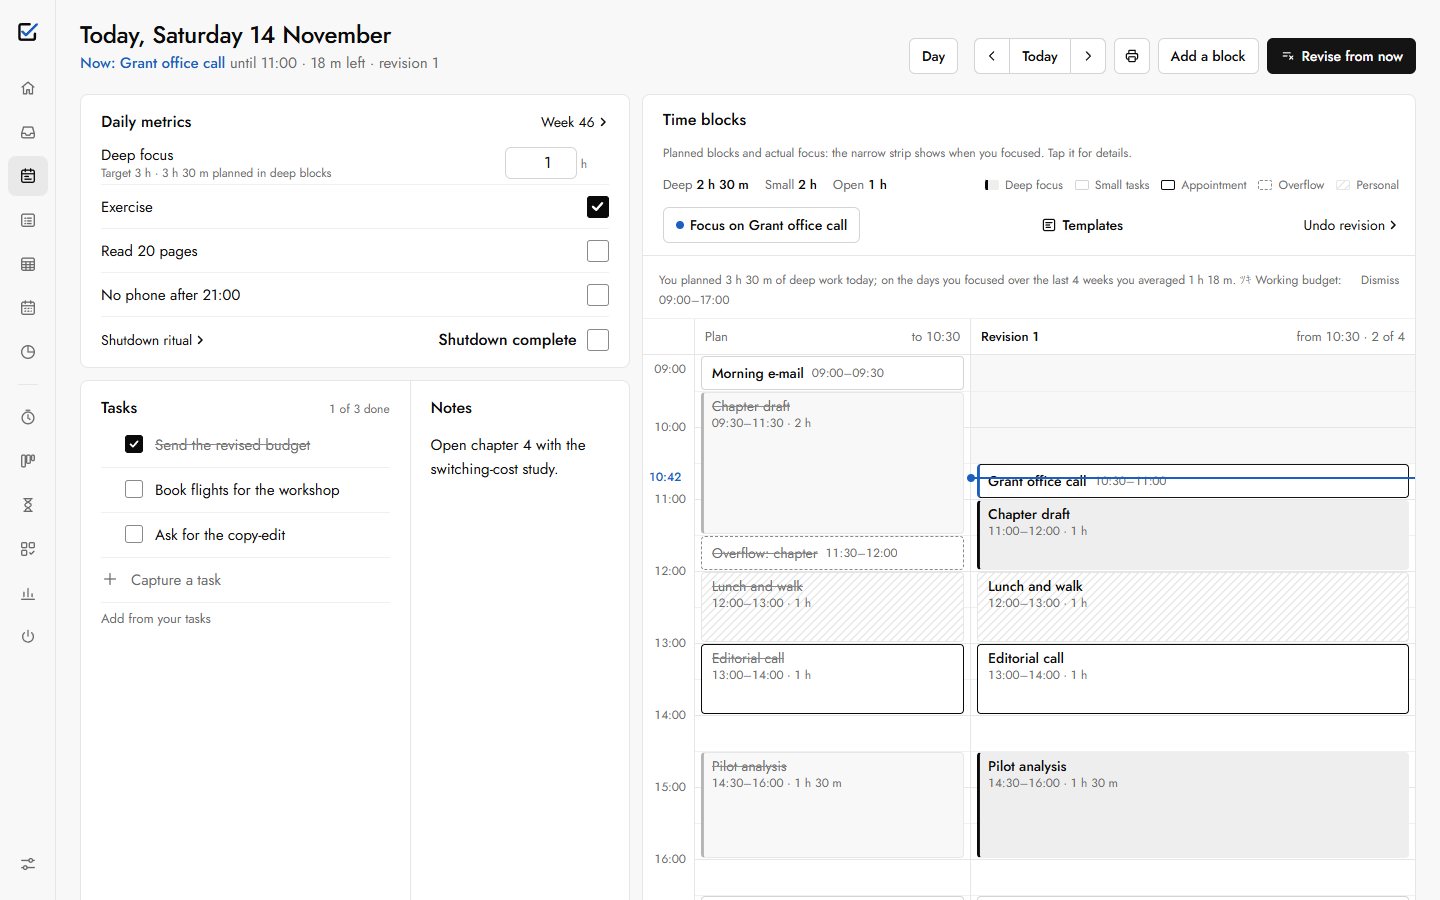 Today, Saturday 14 November
Now: Grant office call until 11:00 · 18 m left · revision 1
Day
Today
Add a block
Revise from now
Daily metrics
Week 46
Deep focus
Target 3 h · 3 h 30 m planned in deep blocks
1 h
Exercise
Read 20 pages
No phone after 21:00
Shutdown ritual
Shutdown complete
Tasks
1 of 3 done
Send the revised budget
Book flights for the workshop
Ask for the copy-edit
Capture a task
Add from your tasks
Notes
Open chapter 4 with the
switching-cost study.
Time blocks
Planned blocks and actual focus: the narrow strip shows when you focused. Tap it for details.
Deep 2 h 30 m Small 2 h Open 1 h
Deep focus Small tasks Appointment Overflow Personal
Focus on Grant office call
Templates
Undo revision
You planned 3 h 30 m of deep work today; on the days you focused over the last 4 weeks you averaged 1 h 18 m. Working budget:
09:00–17:00
Dismiss
Plan to 10:30
Revision 1 from 10:30 · 2 of 4
09:00
10:00
10:42
11:00
12:00
13:00
14:00
15:00
16:00
Morning e-mail 09:00–09:30
Chapter draft
09:30–11:30 · 2 h
Overflow: chapter 11:30–12:00
Lunch and walk
12:00–13:00 · 1 h
Editorial call
13:00–14:00 · 1 h
Pilot analysis
14:30–16:00 · 1 h 30 m
Grant office call 10:30–11:00
Chapter draft
11:00–12:00 · 1 h
Lunch and walk
12:00–13:00 · 1 h
Editorial call
13:00–14:00 · 1 h
Pilot analysis
14:30–16:00 · 1 h 30 m